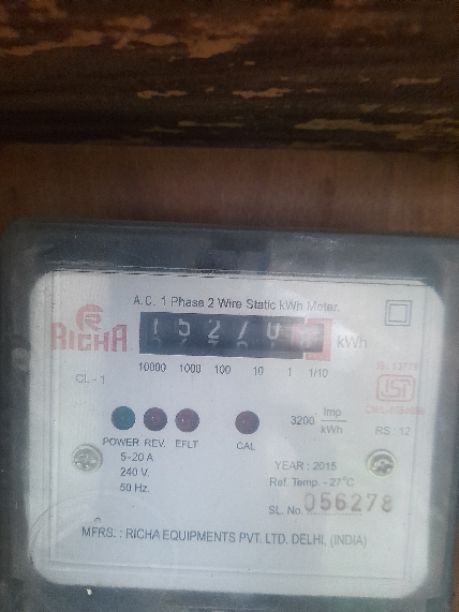 A.C. 1 Phase 2 Wire Static kWh Meter.
RICHA
kWh
10000 1000 100 10 1 1/10
CL - 1
ISI
3200 Imp
kWh
RS : 12
POWER REV. EFLT CAL
5-20 A
240 V.
50 Hz.
YEAR : 2015
Ref. Temp. - 27°C
SL. No. 056278
MFRS. : RICHA EQUIPMENTS PVT. LTD. DELHI, (INDIA)